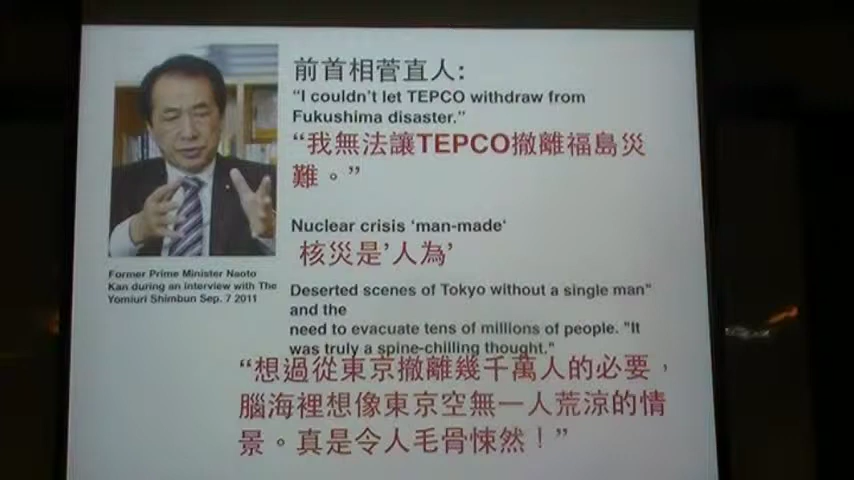 前首相菅直人:
“I couldn't let TEPCO withdraw from
Fukushima disaster.”
“我無法讓TEPCO撤離福島災
難。”
Nuclear crisis ‘man-made‘
核災是’人為’
Former Prime Minister Naoto
Kan during an interview with The
Yomiuri Shimbun Sep. 7 2011
Deserted scenes of Tokyo without a single man"
and the
need to evacuate tens of millions of people. "It
was truly a spine-chilling thought."
“想過從東京撤離幾千萬人的必要，
腦海裡想像東京空無一人荒涼的情
景。真是令人毛骨悚然！”